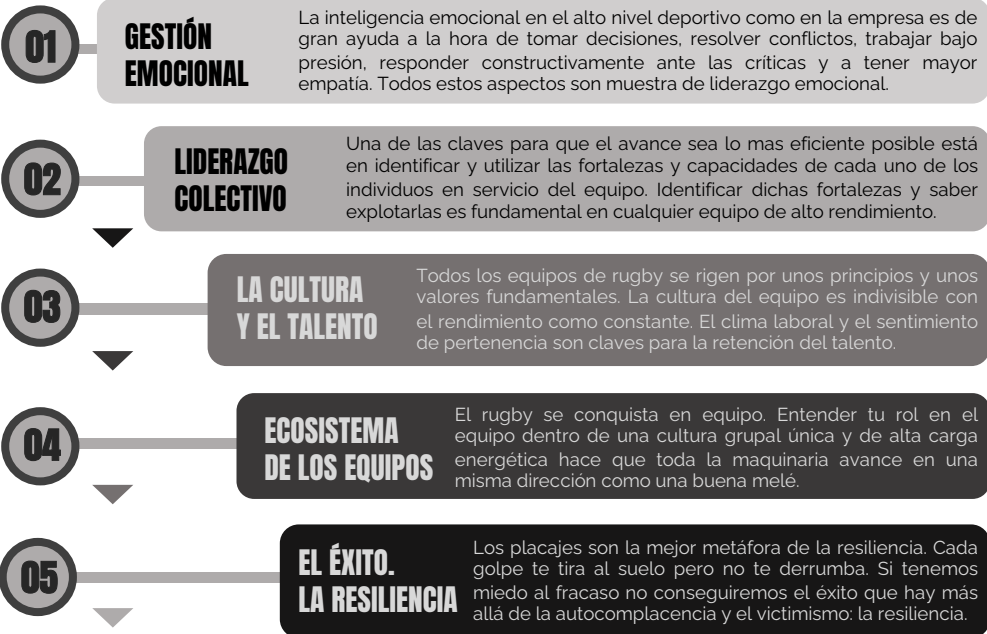 01
GESTIÓN
EMOCIONAL
La inteligencia emocional en el alto nivel deportivo como en la empresa es de
gran ayuda a la hora de tomar decisiones, resolver conflictos, trabajar bajo
presión, responder constructivamente ante las críticas y a tener mayor
empatía. Todos estos aspectos son muestra de liderazgo emocional.
02
LIDERAZGO
COLECTIVO
Una de las claves para que el avance sea lo mas eficiente posible está
en identificar y utilizar las fortalezas y capacidades de cada uno de los
individuos en servicio del equipo. Identificar dichas fortalezas y saber
explotarlas es fundamental en cualquier equipo de alto rendimiento.
03
LA CULTURA
Y EL TALENTO
Todos los equipos de rugby se rigen por unos principios y unos
valores fundamentales. La cultura del equipo es indivisible con
el rendimiento como constante. El clima laboral y el sentimiento
de pertenencia son claves para la retención del talento.
04
ECOSISTEMA
DE LOS EQUIPOS
El rugby se conquista en equipo. Entender tu rol en el
equipo dentro de una cultura grupal única y de alta carga
energética hace que toda la maquinaria avance en una
misma dirección como una buena melé.
05
EL ÉXITO.
LA RESILIENCIA
Los placajes son la mejor metáfora de la resiliencia. Cada
golpe te tira al suelo pero no te derrumba. Si tenemos
miedo al fracaso no conseguiremos el éxito que hay más
allá de la autocomplacencia y el victimismo: la resiliencia.